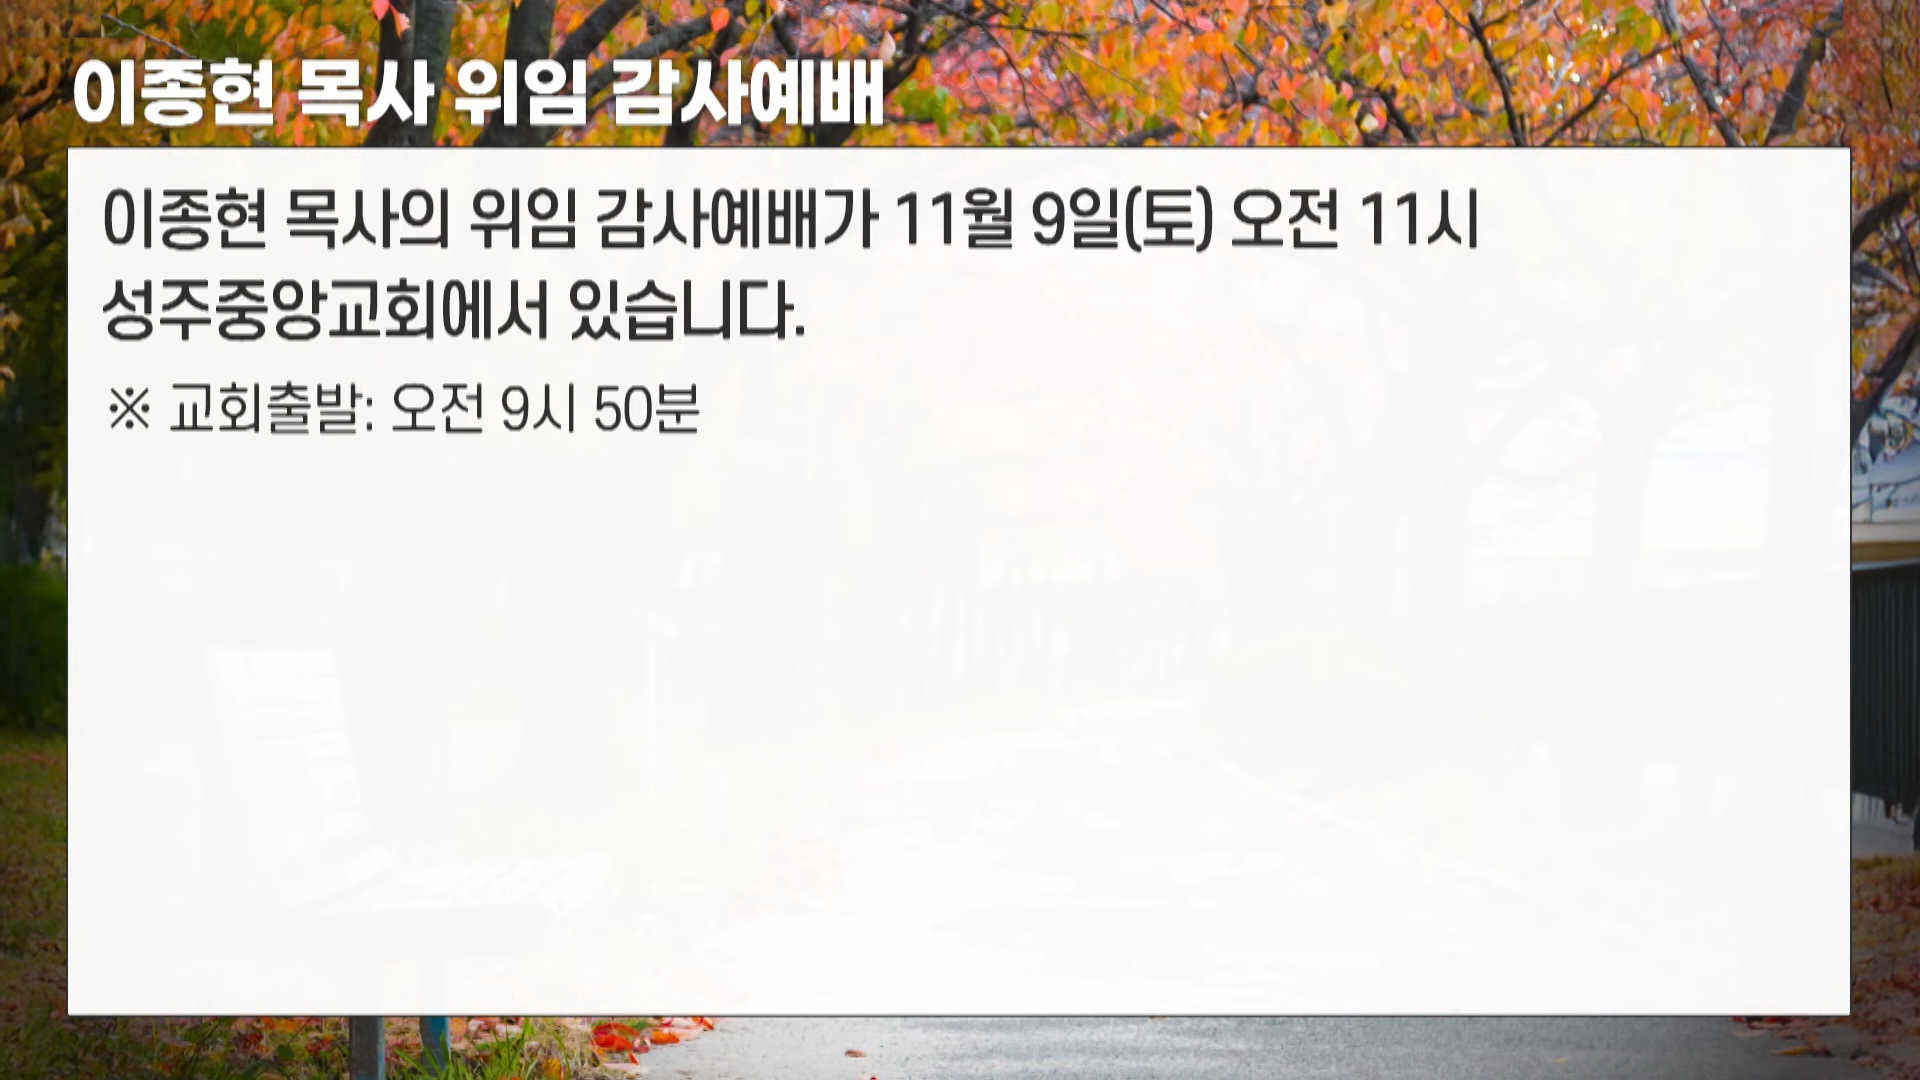 이종현 목사 위임 감사예배
이종현 목사의 위임 감사예배가 11월 9일(토) 오전 11시
성주중앙교회에서 있습니다.
※ 교회출발: 오전 9시 50분